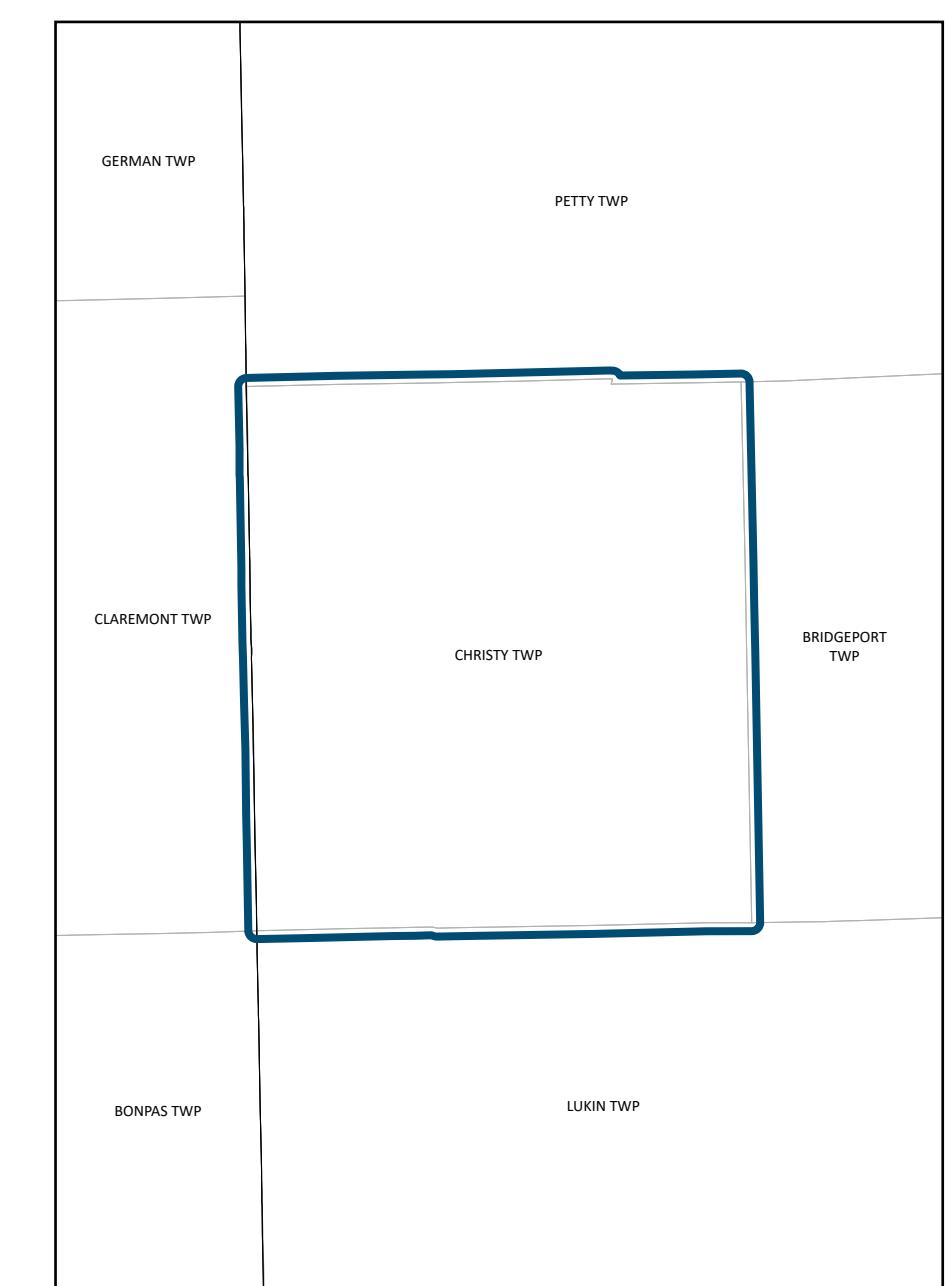 GERMAN TWP
PETTY TWP
CLAREMONT TWP
BRIDGEPORT
TWP
CHRISTY TWP
BONPAS TWP
LUKIN TWP